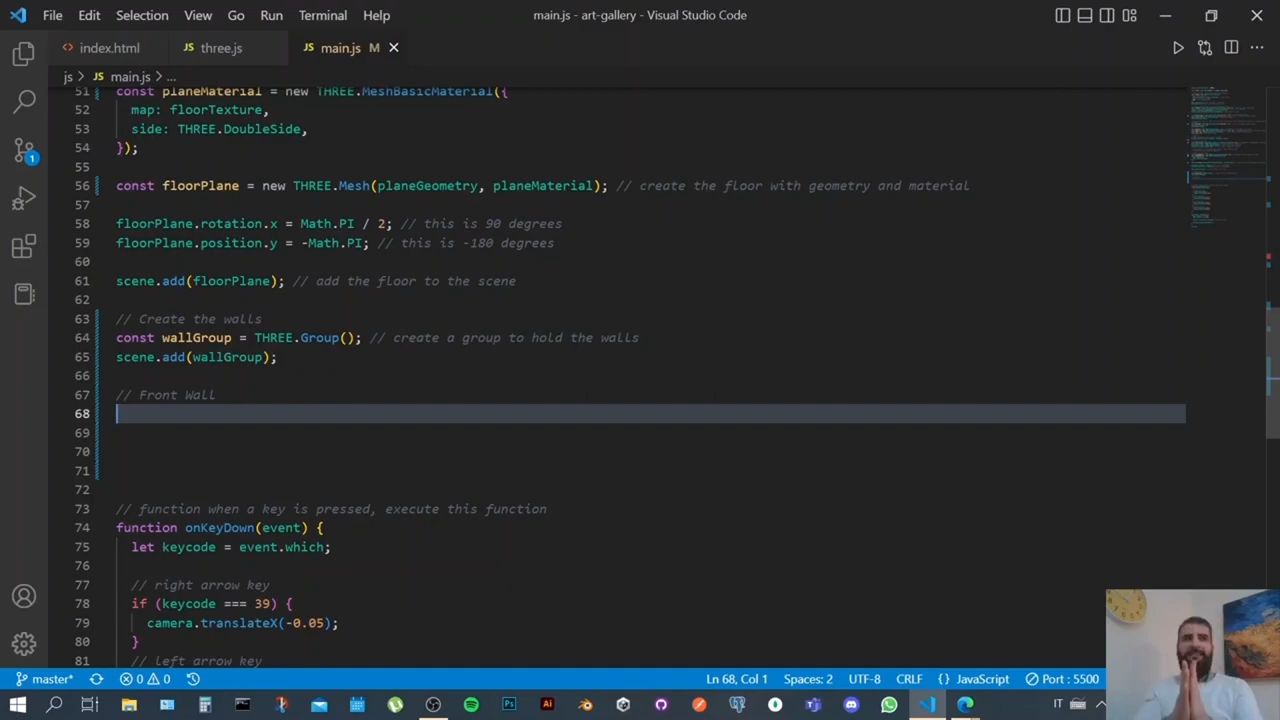 File Edit Selection View Go Run Terminal Help
main.js - art-gallery - Visual Studio Code
index.html
JS three.js
JS main.js M
js > JS main.js > ...
51 const planeMaterial = new THREE.MeshBasicMaterial({
52 map: floorTexture,
53 side: THREE.DoubleSide,
54 });
55
56 const floorPlane = new THREE.Mesh(planeGeometry, planeMaterial); // create the floor with geometry and material
57
58 floorPlane.rotation.x = Math.PI / 2; // this is 90 degrees
59 floorPlane.position.y = -Math.PI; // this is -180 degrees
60
61 scene.add(floorPlane); // add the floor to the scene
62
63 // Create the walls
64 const wallGroup = THREE.Group(); // create a group to hold the walls
65 scene.add(wallGroup);
66
67 // Front Wall
68
69
70
71
72
73 // function when a key is pressed, execute this function
74 function onKeyDown(event) {
75 let keycode = event.which;
76
77 // right arrow key
78 if (keycode === 39) {
79 camera.translateX(-0.05);
80 }
81 // left arrow key
1
master* 0 0 Ln 68, Col 1 Spaces: 2 UTF-8 CRLF {} JavaScript Port : 5500
Ps Ai IT